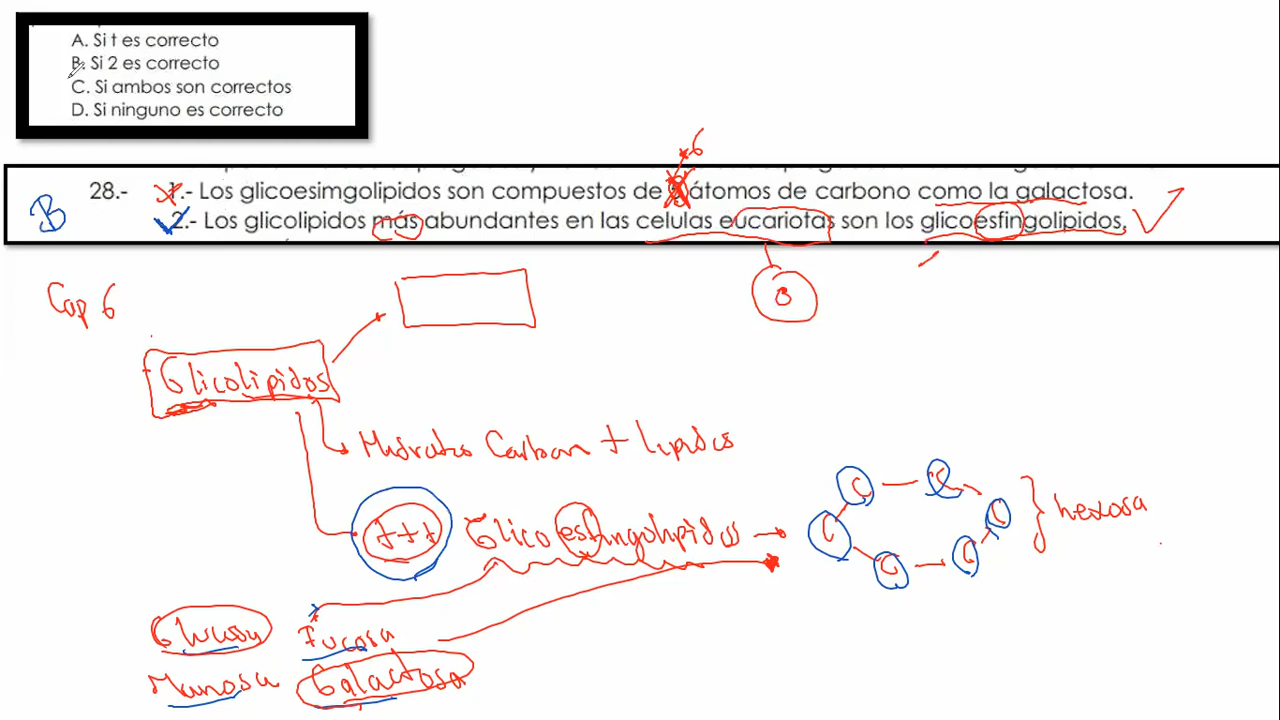 A. Si t es correcto
B. Si 2 es correcto
C. Si ambos son correctos
D. Si ninguno es correcto
6
28.- 1.- Los glicoesimgolipidos son compuestos de átomos de carbono como la galactosa.
B 2.- Los glicolipidos más abundantes en las celulas eucariotas son los glicoesfingolipidos.
B
Cap 6
Glicolipidos
Hidratos Carbon + lipidos
+++ Glicoesfingolipidos → C C C C C C } hexosa
Glucosa Fucosa
Manosa Galactosa